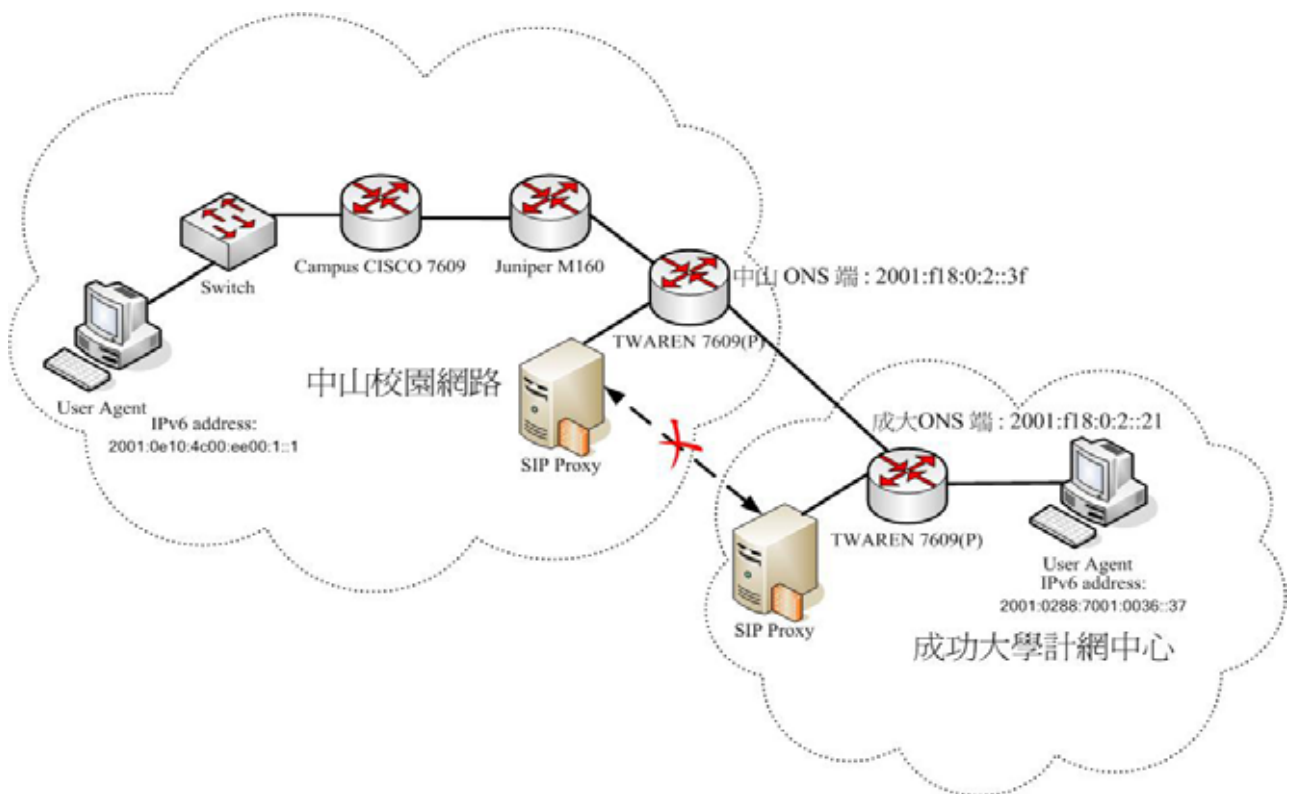 Campus CISCO 7609
Juniper M160
Switch
中山 ONS 端 : 2001:f18:0:2::3f
TWAREN 7609(P)
中山校園網路
User Agent
IPv6 address:
2001:0e10:4c00:ee00:1::1
SIP Proxy
成大ONS 端 : 2001:f18:0:2::21
TWAREN 7609(P)
User Agent
IPv6 address:
2001:0288:7001:0036::37
SIP Proxy
成功大學計網中心